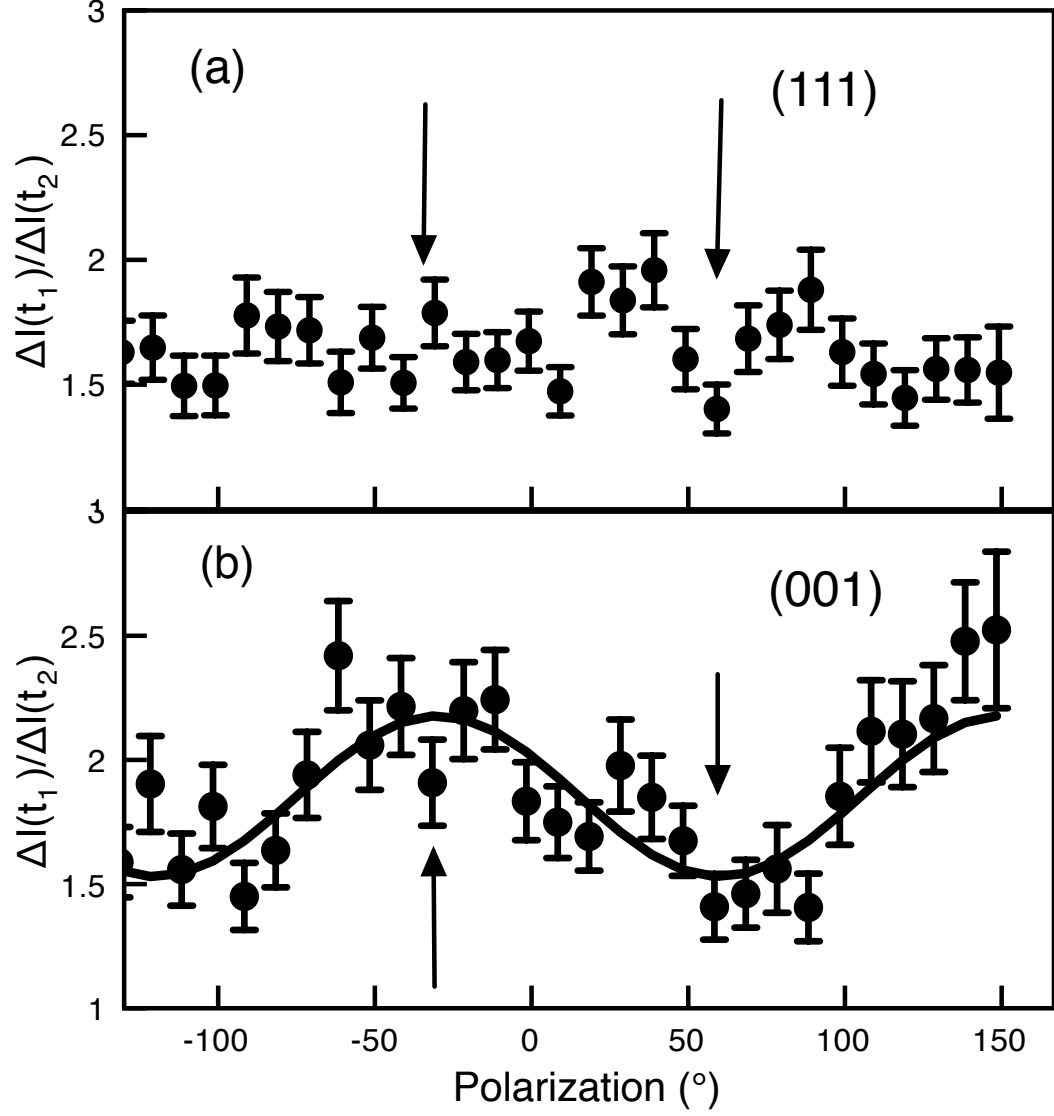 3
(a)
(111)
2.5
2
1.5
1
ΔI(t₁)/ΔI(t₂)
3
(b)
(001)
2.5
2
1.5
1
ΔI(t₁)/ΔI(t₂)
-100 -50 0 50 100 150
Polarization (°)